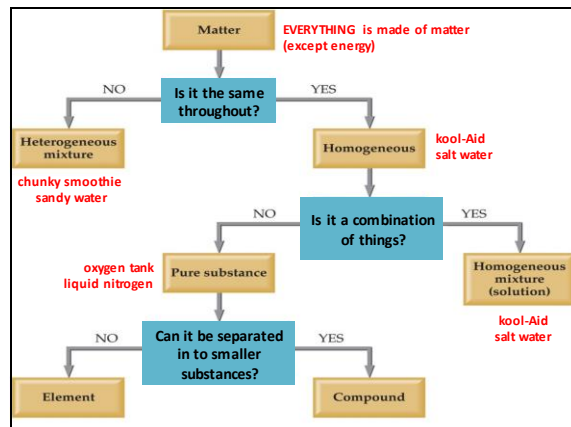 Matter
EVERYTHING is made of matter
(except energy)
NO
Is it the same
throughout?
YES
Heterogeneous
mixture
Homogeneous
kool-Aid
salt water
chunky smoothie
sandy water
NO
Is it a combination
of things?
YES
oxygen tank
liquid nitrogen
Pure substance
Homogeneous
mixture
(solution)
kool-Aid
salt water
NO
Can it be separated
in to smaller
substances?
YES
Element
Compound